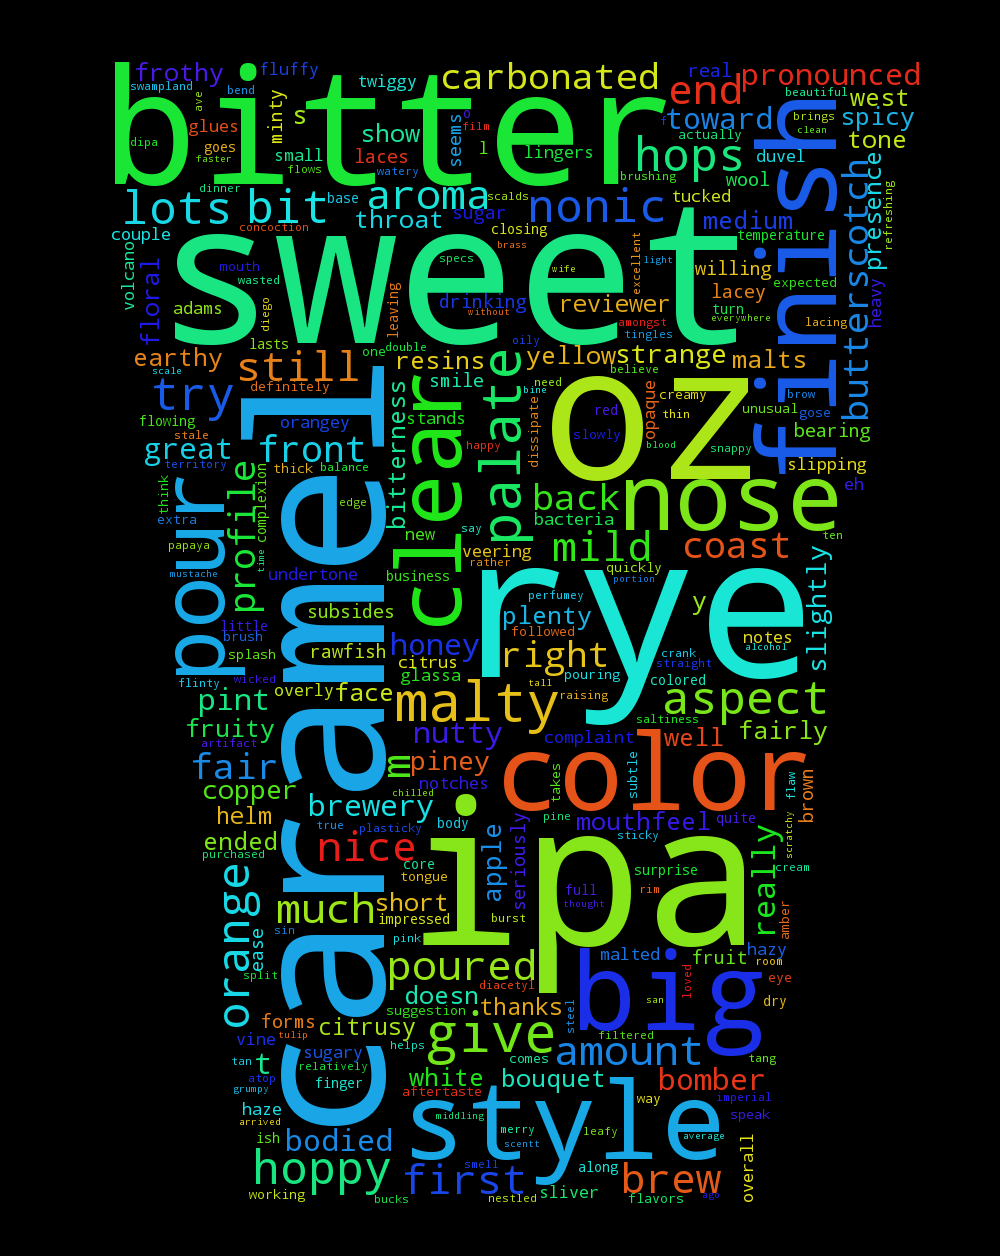 bitter
sweet
caramel
ipa
rye
oz
finish
color
big
style
nose
clear
pour
palate
malty
give
aspect
hoppy
lots
bit
aroma
nonic
hops
end
toward
pronounced
carbonated
frothy
fluffy
twiggy
real
beautiful
west
spicy
brings
clean
tone
swampland
bend
ave
minty
s
glues
goes
dipa
faster
small
flows
show
laces
seems
o
film
l
lingers
watery
f
actually
brushing
duvel
wool
presence
refreshing
butterscotch
dinner
base
throat
sugar
scalds
closing
tucked
medium
temperature
couple
concoction
brass
volcano
floral
mouth
wasted
specs
wife
excellent
light
willing
expected
heavy
adams
diego
leaving
drinking
without
reviewer
lacey
turn
everywhere
lacing
amongst
tingles
lasts
one
double
oily
earthy
scale
still
resins
yellow
strange
malts
believe
definitely
smile
bine
need
creamy
brow
try
orangey
stands
dissipate
red
opaque
thin
unusual
gose
flowing
stale
great
front
bitterness
happy
slowly
blood
snappy
bearing
territory
thick
balance
slipping
think
profile
complexion
edge
back
eh
extra
new
say
bacteria
ten
papaya
time
veering
mild
coast
mustache
undertone
business
rather
quickly
portion
slightly
little
subsides
perfumey
plenty
y
brush
honey
followed
notes
splash
rawfish
citrus
right
crank
alcohol
straight
flinty
wicked
glassa
tall
pouring
colored
pint
overly
face
raising
saltiness
fruity
nutty
complaint
well
fairly
artifact
fair
m
piney
notches
takes
subtle
flaw
brown
copper
chilled
helm
brewery
pine
mouthfeel
quite
true
plasticky
body
sticky
scratchy
ended
nice
apple
seriously
really
purchased
core
surprise
cream
orange
tongue
full
rim
much
short
thought
amber
impressed
burst
ease
sin
pink
hazy
split
poured
malted
fruit
room
loved
eye
doesn
diacetyl
thanks
san
dry
suggestion
steel
filtered
forms
citrusy
tulip
vine
helps
amount
tang
tan
t
sugary
comes
relatively
atop
grumpy
finger
white
bouquet
bomber
aftertaste
way
imperial
haze
middling
speak
arrived
merry
leafy
ish
bodied
scentt
average
overall
smell
along
first
brew
working
bucks
nestled
sliver
flavors
ago